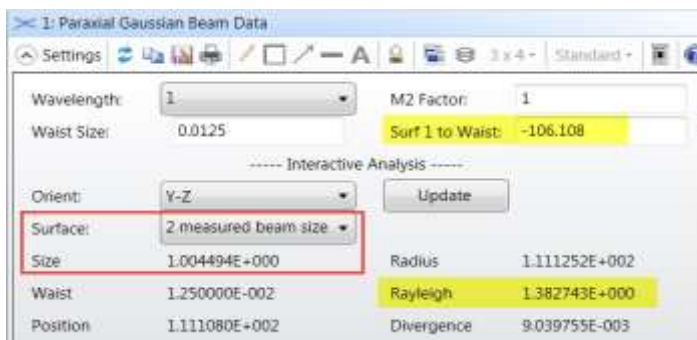 1: Paraxial Gaussian Beam Data
Settings A 3 x 4 Standard
Wavelength: 1 M2 Factor: 1
Waist Size: 0.0125 Surf 1 to Waist: -106.108
----- Interactive Analysis -----
Orient: Y-Z Update
Surface: 2 measured beam size
Size 1.004494E+000 Radius 1.111252E+002
Waist 1.250000E-002 Rayleigh 1.382743E+000
Position 1.111080E+002 Divergence 9.039755E-003